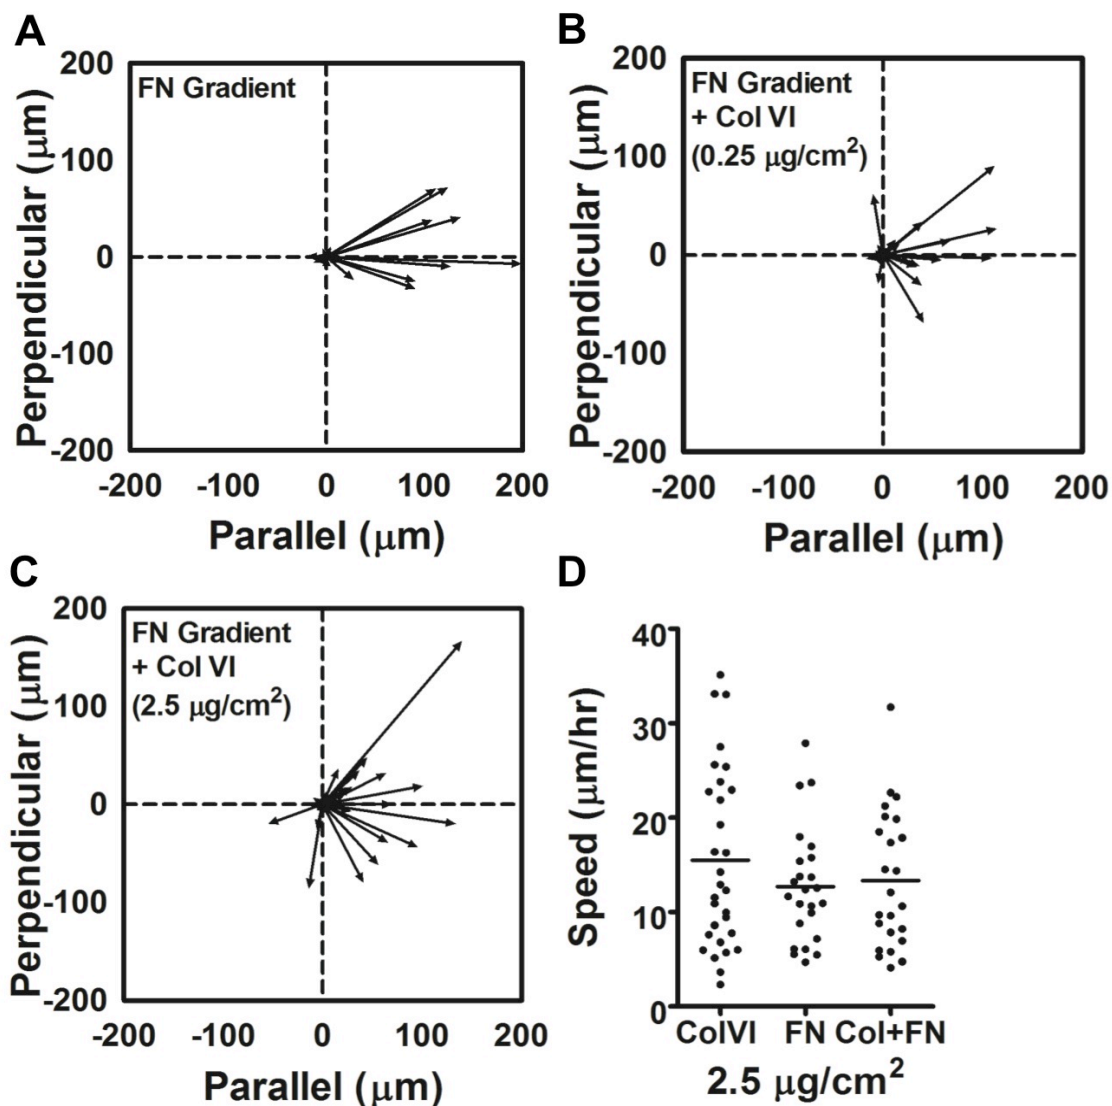 A
FN Gradient
200
100
0
-100
-200
Perpendicular (μm)
-200 -100 0 100 200
Parallel (μm)
B
FN Gradient
+ Col VI
(0.25 μg/cm²)
200
100
0
-100
-200
Perpendicular (μm)
-200 -100 0 100 200
Parallel (μm)
C
FN Gradient
+ Col VI
(2.5 μg/cm²)
200
100
0
-100
-200
Perpendicular (μm)
-200 -100 0 100 200
Parallel (μm)
D
40
30
20
10
0
Speed (μm/hr)
ColVI FN Col+FN
2.5 μg/cm²